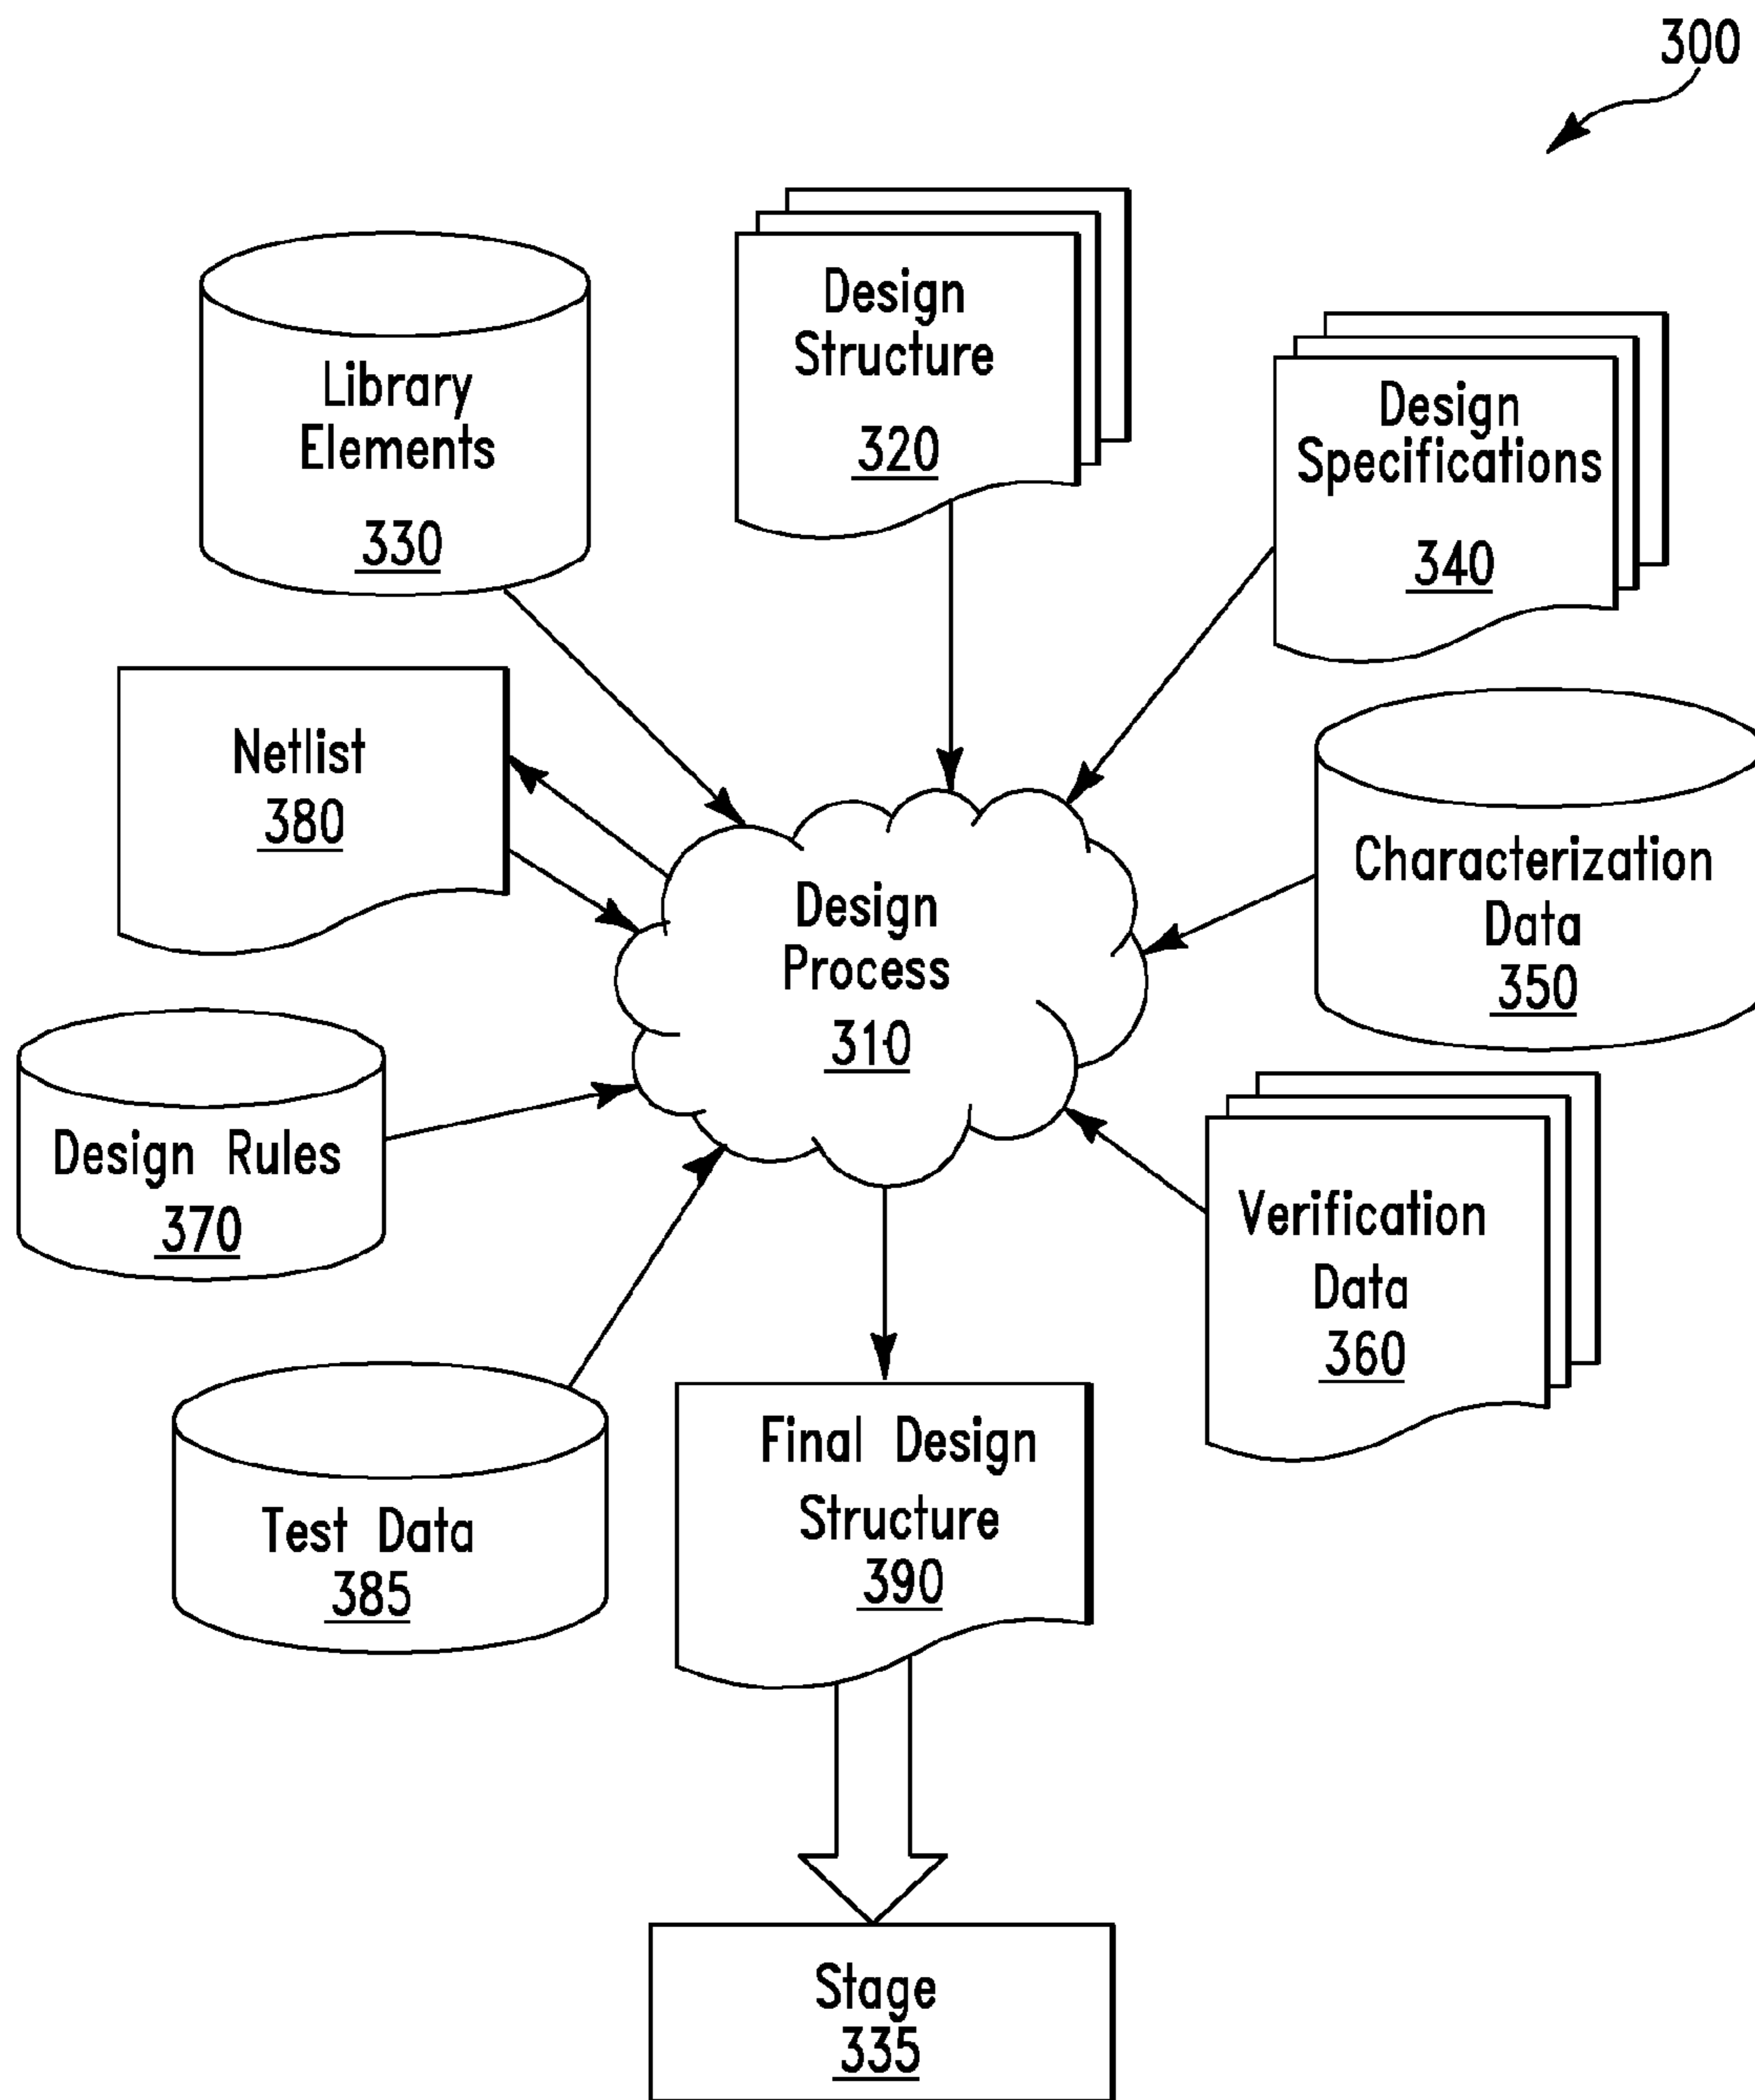 300
Design
Structure
320
Library
Elements
330
Design
Specifications
340
Netlist
380
Characterization
Data
350
Design
Process
310
Design Rules
370
Verification
Data
360
Final Design
Structure
390
Test Data
385
Stage
335